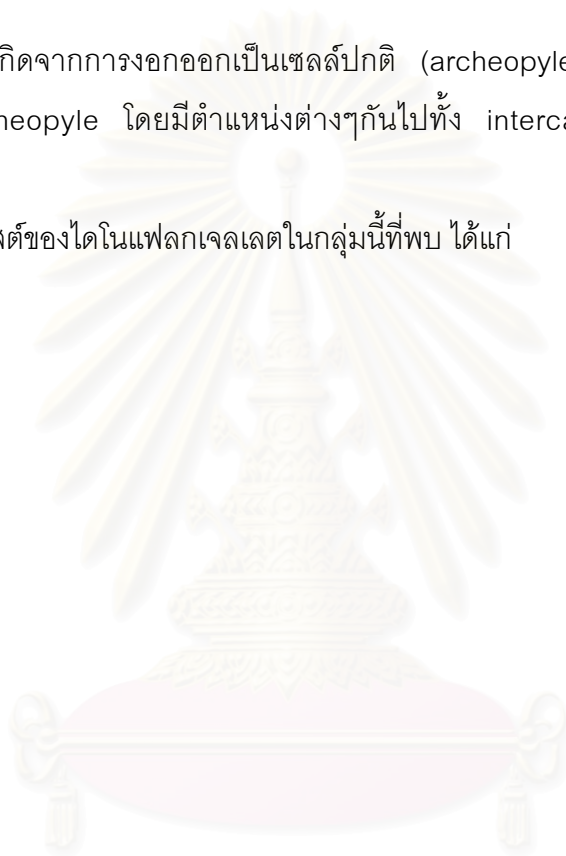 กิดจากการงอกออกเป็นเซลล์ปกติ (archeopyle
heopyle โดยมีตำแหน่งต่างๆกันไปทั้ง interca
สต์ของไดโนแฟลกเจลเลตในกลุ่มนี้ที่พบ ได้แก่